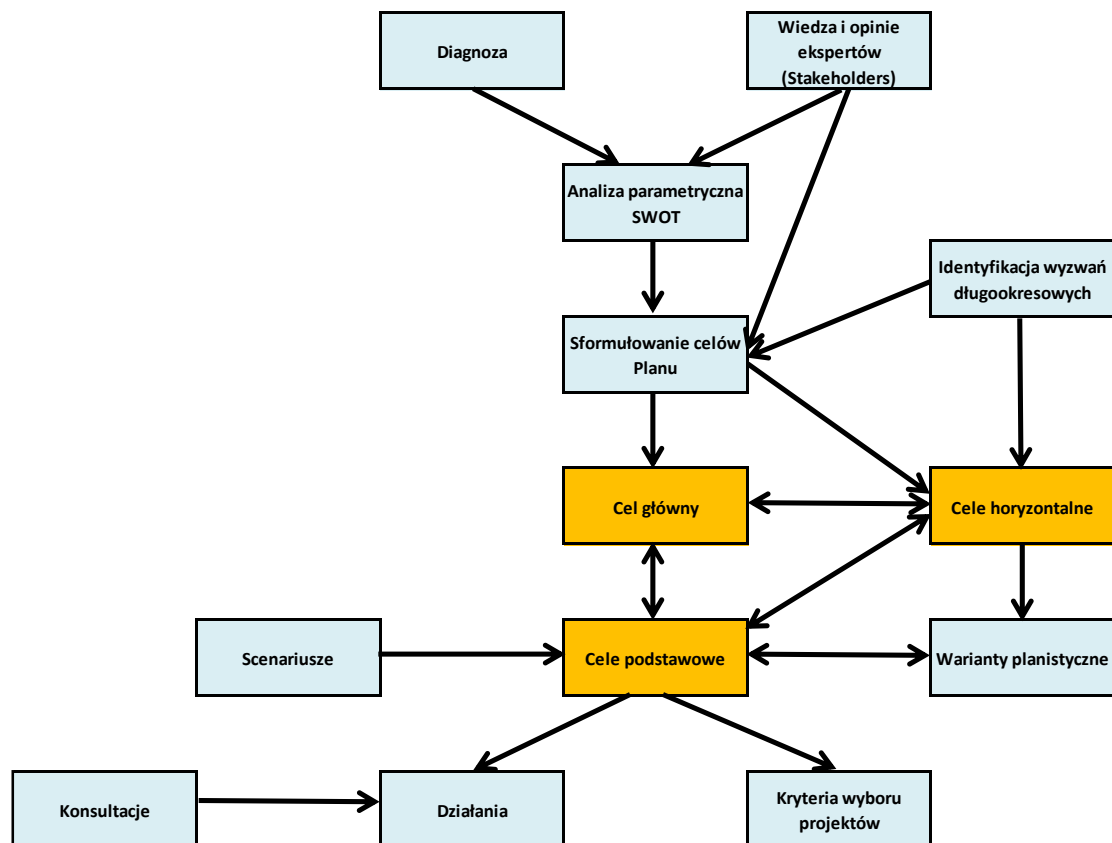 Diagnoza
Wiedza i opinie
ekspertów
(Stakeholders)
Analiza parametryczna
SWOT
Identyfikacja wyzwań
długookresowych
Sformułowanie celów
Planu
Cel główny
Cele horyzontalne
Scenariusze
Cele podstawowe
Warianty planistyczne
Konsultacje
Działania
Kryteria wyboru
projektów